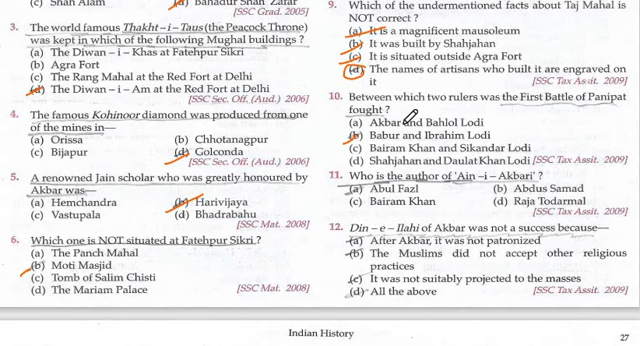 (c) Shah Alam (d) Bahadur Shah Zafar
[SSC Grad. 2005]
3. The world famous Thakht–i–Taus (the Peacock Throne)
was kept in which of the following Mughal buildings ?
(a) The Diwan – i – Khas at Fatehpur Sikri
(b) Agra Fort
(c) The Rang Mahal at the Red Fort at Delhi
(d) The Diwan – i – Am at the Red Fort at Delhi
[SSC Sec. Off. (Aud.) 2006]
4. The famous Kohinoor diamond was produced from one
of the mines in—
(a) Orissa (b) Chhotanagpur
(c) Bijapur (d) Golconda
[SSC Sec. Off. (Aud.) 2006]
5. A renowned Jain scholar who was greatly honoured by
Akbar was—
(a) Hemchandra (b) Harivijaya
(c) Vastupala (d) Bhadrabahu
[SSC Mat. 2008]
6. Which one is NOT situated at Fatehpur Sikri ?
(a) The Panch Mahal
(b) Moti Masjid
(c) Tomb of Salim Chisti
(d) The Mariam Palace [SSC Mat. 2008]
9. Which of the undermentioned facts about Taj Mahal is
NOT correct ?
(a) It is a magnificent mausoleum
(b) It was built by Shahjahan
(c) It is situated outside Agra Fort
(d) The names of artisans who built it are engraved on
it [SSC Tax Asstt. 2009]
10. Between which two rulers was the First Battle of Panipat
fought ?
(a) Akbar and Bahlol Lodi
(b) Babur and Ibrahim Lodi
(c) Bairam Khan and Sikandar Lodi
(d) Shahjahan and Daulat Khan Lodi [SSC Tax Assit. 2009]
11. Who is the author of 'Ain –i – Akbari' ?
(a) Abul Fazl (b) Abdus Samad
(c) Bairam Khan (d) Raja Todarmal
[SSC Tax Assit. 2009]
12. Din – e – Ilahi of Akbar was not a success because—
(a) After Akbar, it was not patronized
(b) The Muslims did not accept other religious
practices
(c) It was not suitably projected to the masses
(d) All the above [SSC Tax Assit. 2009]
Indian History 27